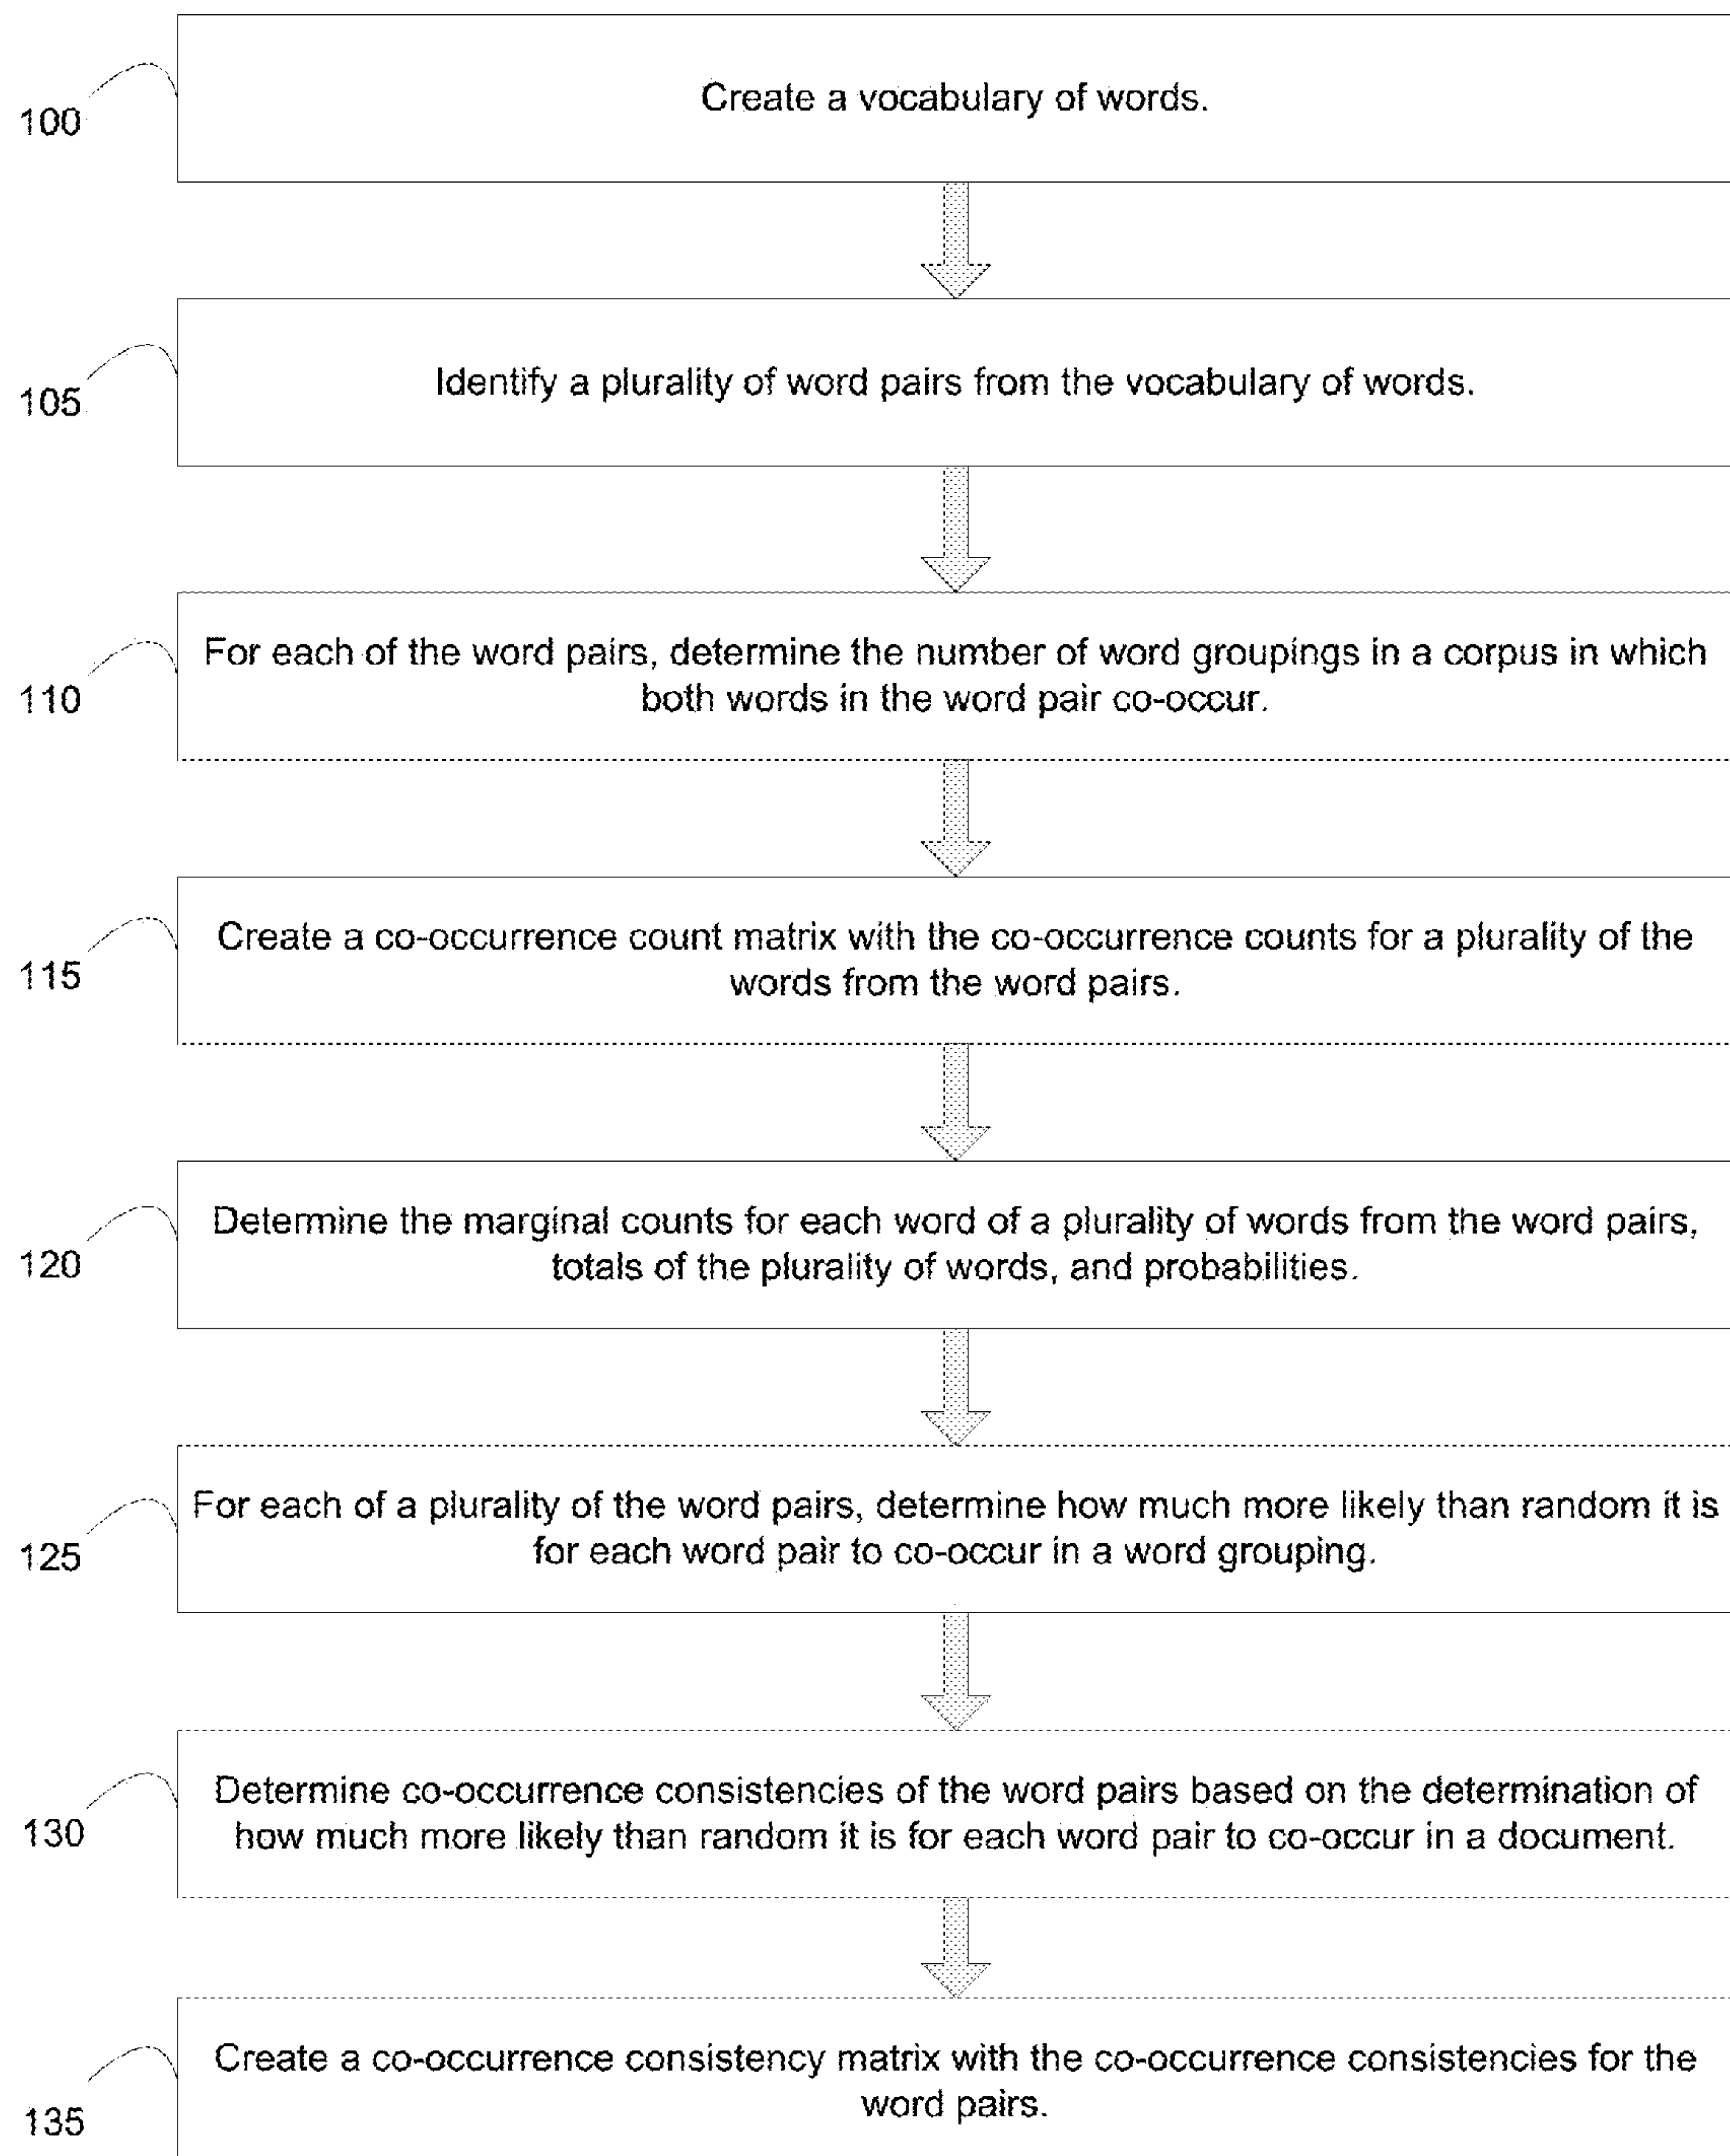 100
Create a vocabulary of words.
105
Identify a plurality of word pairs from the vocabulary of words.
110
For each of the word pairs, determine the number of word groupings in a corpus in which
both words in the word pair co-occur.
115
Create a co-occurrence count matrix with the co-occurrence counts for a plurality of the
words from the word pairs.
120
Determine the marginal counts for each word of a plurality of words from the word pairs,
totals of the plurality of words, and probabilities.
125
For each of a plurality of the word pairs, determine how much more likely than random it is
for each word pair to co-occur in a word grouping.
130
Determine co-occurrence consistencies of the word pairs based on the determination of
how much more likely than random it is for each word pair to co-occur in a document.
135
Create a co-occurrence consistency matrix with the co-occurrence consistencies for the
word pairs.